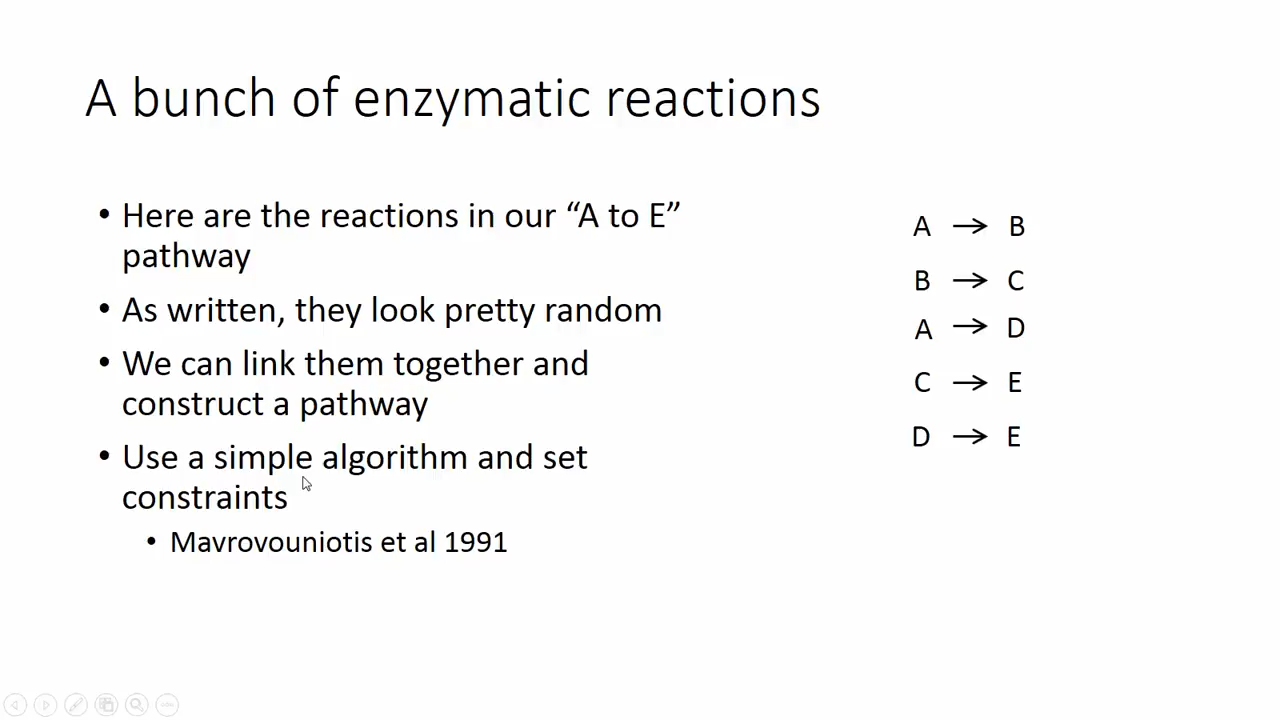 A bunch of enzymatic reactions
• Here are the reactions in our “A to E”
pathway
• As written, they look pretty random
• We can link them together and
construct a pathway
• Use a simple algorithm and set
constraints
• Mavrovouniotis et al 1991
A → B
B → C
A → D
C → E
D → E